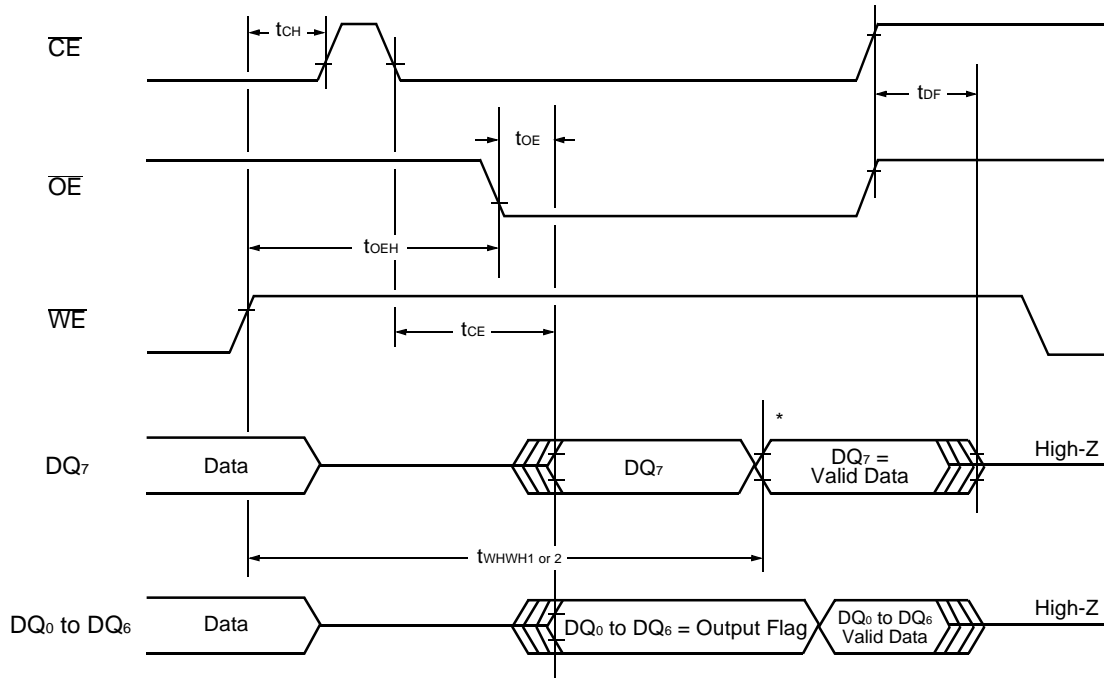 tCH
CE
tDF
tOE
OE
tOEH
WE
tCE
*
DQ7
Data
DQ7
DQ7 =
Valid Data
High-Z
tWHWH1 or 2
DQ0 to DQ6
Data
DQ0 to DQ6 = Output Flag
DQ0 to DQ6
Valid Data
High-Z